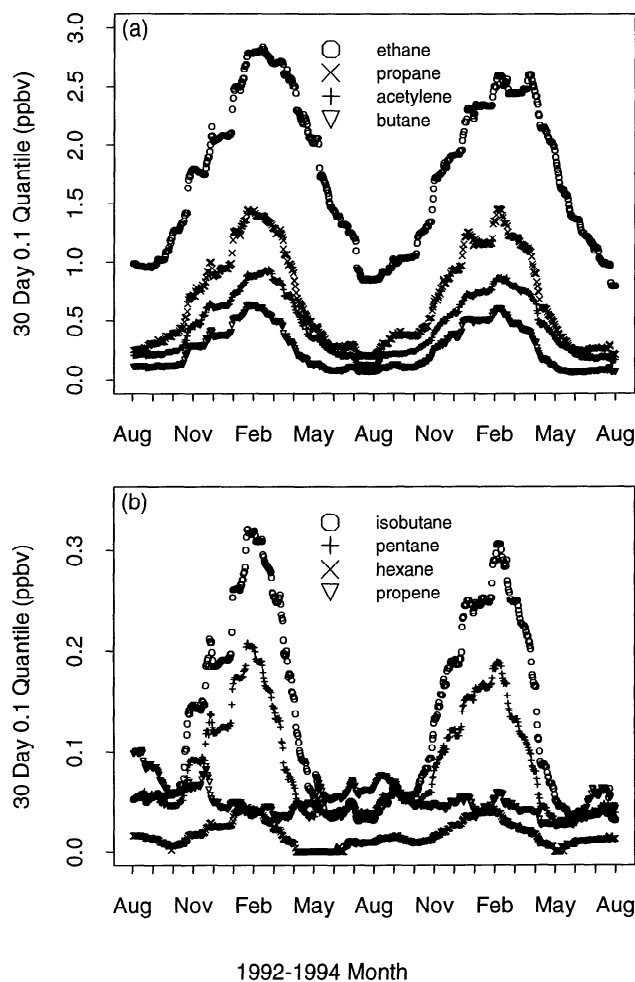 (a)
ethane
propane
acetylene
butane
30 Day 0.1 Quantile (ppbv)
3.0
2.5
2.0
1.5
1.0
0.5
0.0
Aug Nov Feb May Aug Nov Feb May Aug
(b)
isobutane
pentane
hexane
propene
30 Day 0.1 Quantile (ppbv)
0.3
0.2
0.1
0.0
Aug Nov Feb May Aug Nov Feb May Aug
1992-1994 Month